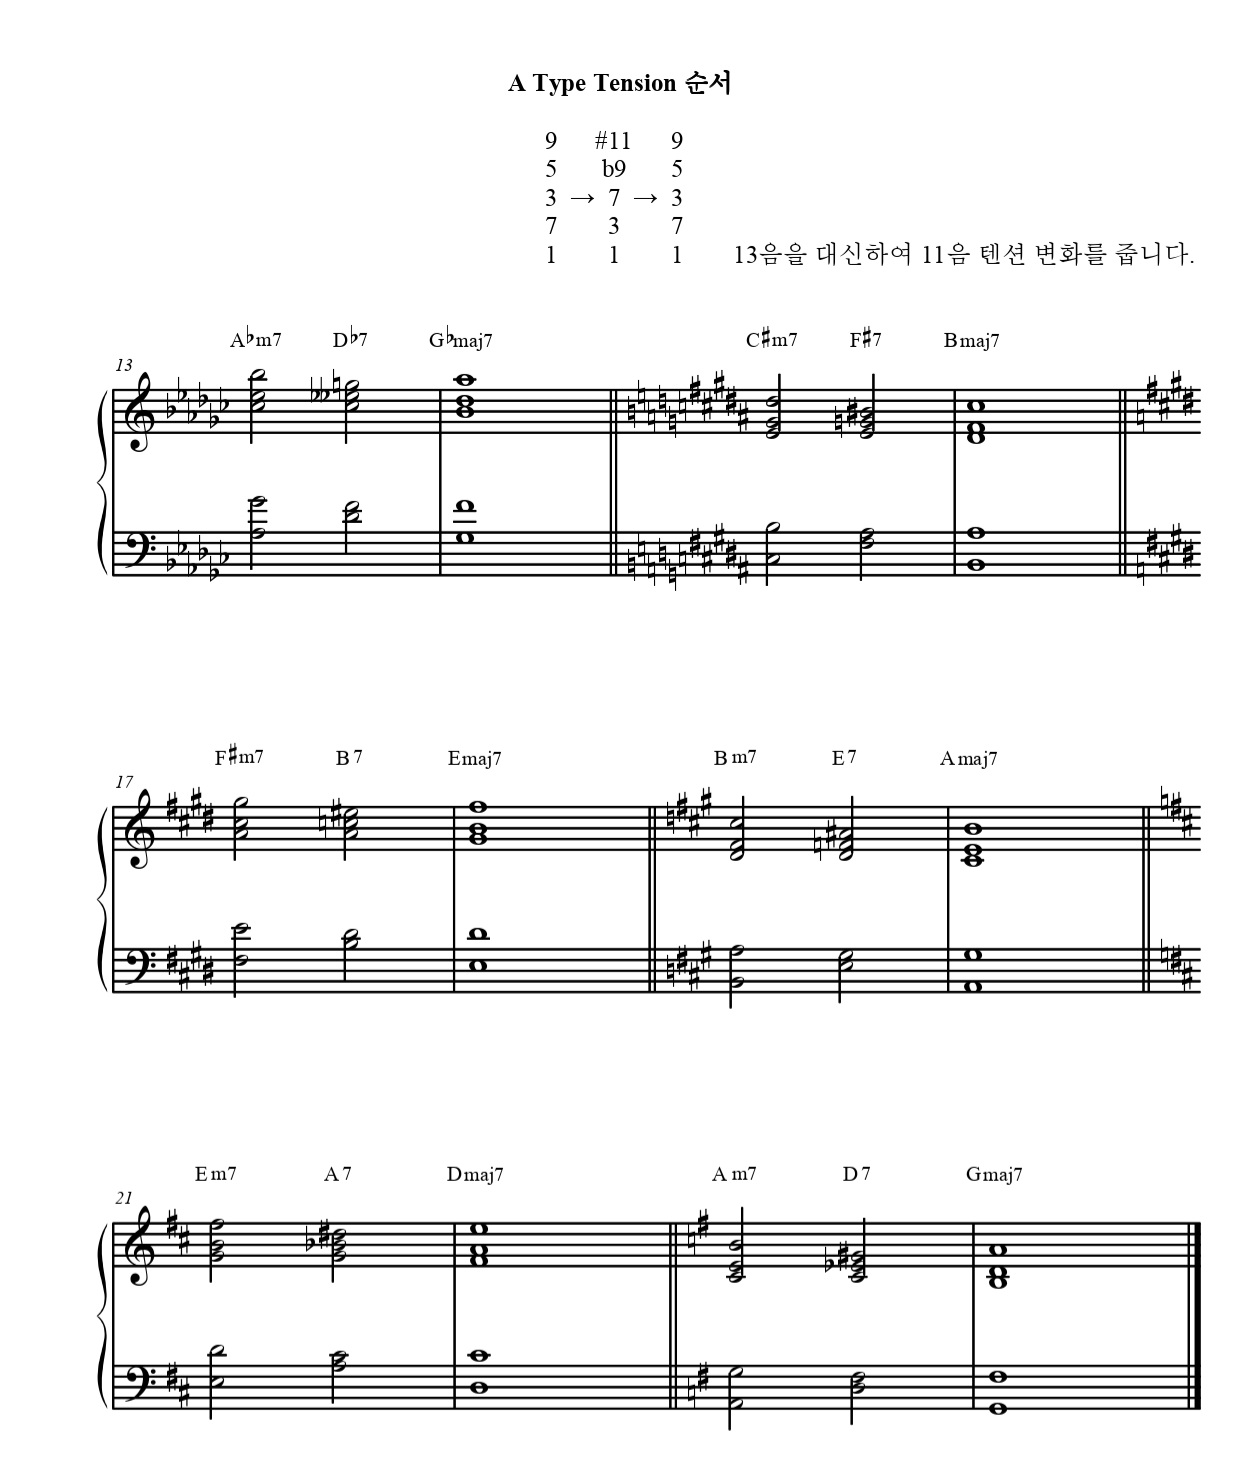 A Type Tension 순서
9 #11 9
5 b9 5
3 → 7 → 3
7 3 7
1 1 1 13음을 대신하여 11음 텐션 변화를 줍니다.
A♭m7 D♭7 G♭maj7 C♯m7 F♯7 Bmaj7
13
F♯m7 B7 Emaj7 Bm7 E7 Amaj7
17
Em7 A7 Dmaj7 Am7 D7 Gmaj7
21